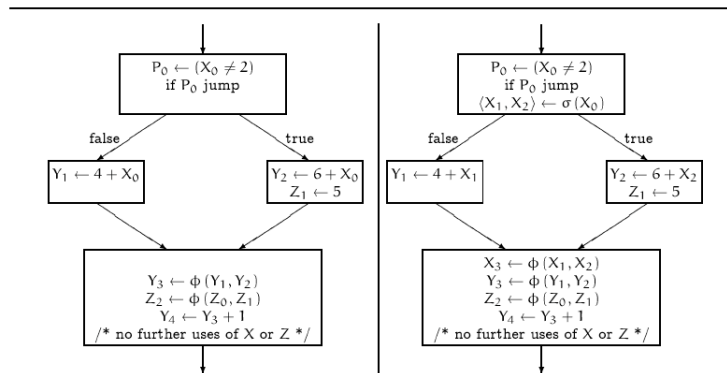 P₀ ← (X₀ ≠ 2)
if P₀ jump
false
true
Y₁ ← 4 + X₀
Y₂ ← 6 + X₀
Z₁ ← 5
Y₃ ← ϕ (Y₁, Y₂)
Z₂ ← ϕ (Z₀, Z₁)
Y₄ ← Y₃ + 1
/* no further uses of X or Z */
P₀ ← (X₀ ≠ 2)
if P₀ jump
⟨X₁, X₂⟩ ← σ (X₀)
false
true
Y₁ ← 4 + X₁
Y₂ ← 6 + X₂
Z₁ ← 5
X₃ ← ϕ (X₁, X₂)
Y₃ ← ϕ (Y₁, Y₂)
Z₂ ← ϕ (Z₀, Z₁)
Y₄ ← Y₃ + 1
/* no further uses of X or Z */